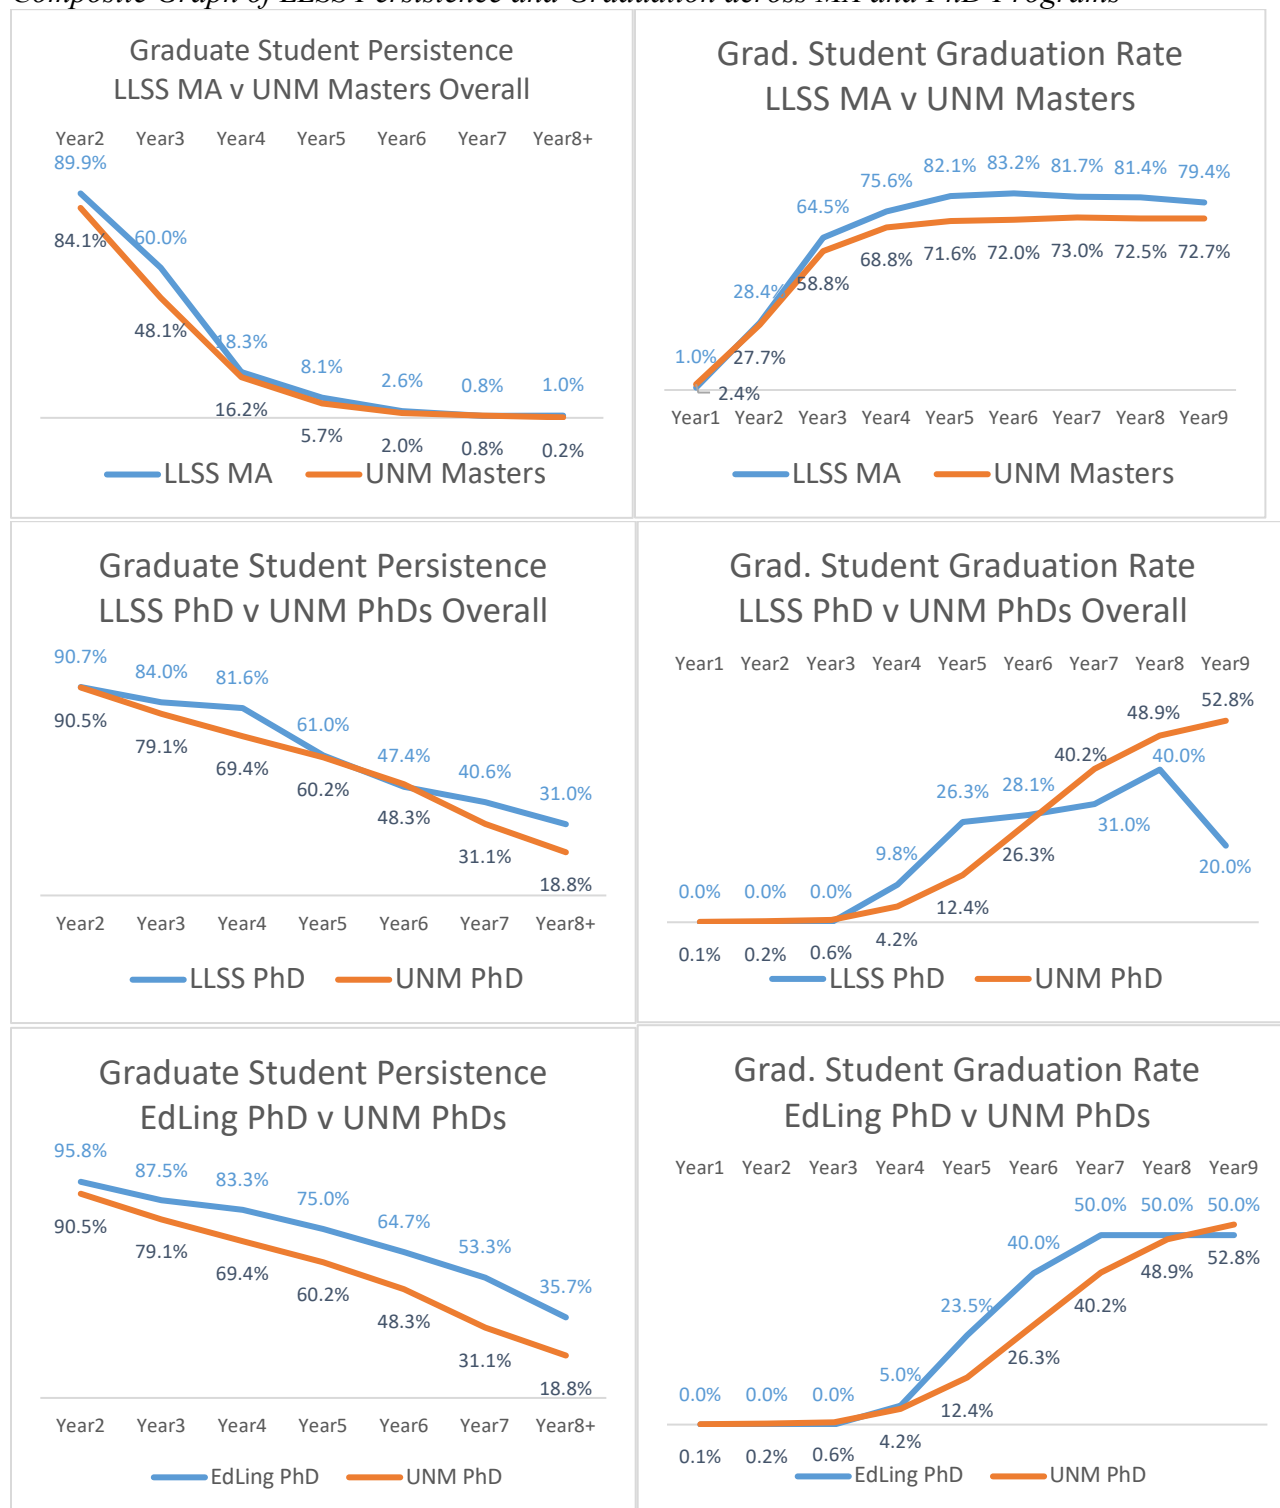 Composite Graph of LLSS Persistence and Graduation across MA and PhD Programs
Graduate Student Persistence
LLSS MA v UNM Masters Overall
Year2 Year3 Year4 Year5 Year6 Year7 Year8+
89.9% 60.0% 18.3% 8.1% 2.6% 0.8% 1.0%
84.1% 48.1% 16.2% 5.7% 2.0% 0.8% 0.2%
LLSS MA UNM Masters
Grad. Student Graduation Rate
LLSS MA v UNM Masters
1.0% 28.4% 64.5% 75.6% 82.1% 83.2% 81.7% 81.4% 79.4%
2.4% 27.7% 58.8% 68.8% 71.6% 72.0% 73.0% 72.5% 72.7%
Year1 Year2 Year3 Year4 Year5 Year6 Year7 Year8 Year9
LLSS MA UNM Masters
Graduate Student Persistence
LLSS PhD v UNM PhDs Overall
90.7% 84.0% 81.6% 61.0% 47.4% 40.6% 31.0%
90.5% 79.1% 69.4% 60.2% 48.3% 31.1% 18.8%
Year2 Year3 Year4 Year5 Year6 Year7 Year8+
LLSS PhD UNM PhD
Grad. Student Graduation Rate
LLSS PhD v UNM PhDs Overall
Year1 Year2 Year3 Year4 Year5 Year6 Year7 Year8 Year9
0.0% 0.0% 0.0% 9.8% 26.3% 28.1% 31.0% 40.0% 20.0%
0.1% 0.2% 0.6% 4.2% 12.4% 26.3% 40.2% 48.9% 52.8%
LLSS PhD UNM PhD
Graduate Student Persistence
EdLing PhD v UNM PhDs
95.8% 87.5% 83.3% 75.0% 64.7% 53.3% 35.7%
90.5% 79.1% 69.4% 60.2% 48.3% 31.1% 18.8%
Year2 Year3 Year4 Year5 Year6 Year7 Year8+
EdLing PhD UNM PhD
Grad. Student Graduation Rate
EdLing PhD v UNM PhDs
Year1 Year2 Year3 Year4 Year5 Year6 Year7 Year8 Year9
0.0% 0.0% 0.0% 5.0% 23.5% 40.0% 50.0% 50.0% 50.0%
0.1% 0.2% 0.6% 4.2% 12.4% 26.3% 40.2% 48.9% 52.8%
EdLing PhD UNM PhD